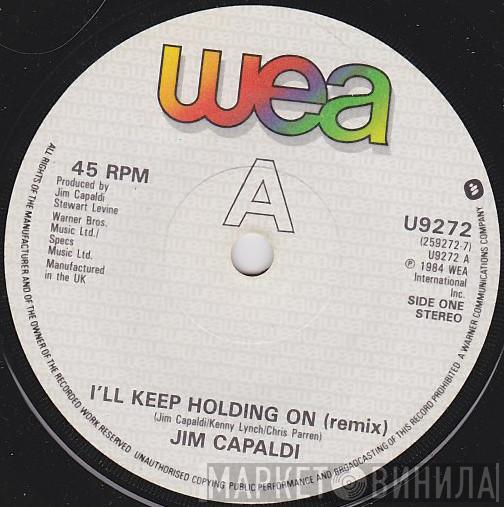 wea
45 RPM
A
Produced by
Jim Capaldi
Stewart Levine
Warner Bros.
Music Ltd./
Specs
Music Ltd.
Manufactured
in the UK
U9272
(259272-7)
U9272 A
℗ 1984 WEA
International
Inc.
SIDE ONE
STEREO
I'LL KEEP HOLDING ON (remix)
(Jim Capaldi/Kenny Lynch/Chris Parren)
JIM CAPALDI
ALL RIGHTS OF THE MANUFACTURER AND OF THE OWNER OF THE RECORDED WORK RESERVED UNAUTHORISED COPYING PUBLIC PERFORMANCE AND BROADCASTING OF THIS RECORD PROHIBITED A WARNER COMMUNICATIONS COMPANY
МАРКЕТ ВИНИЛА